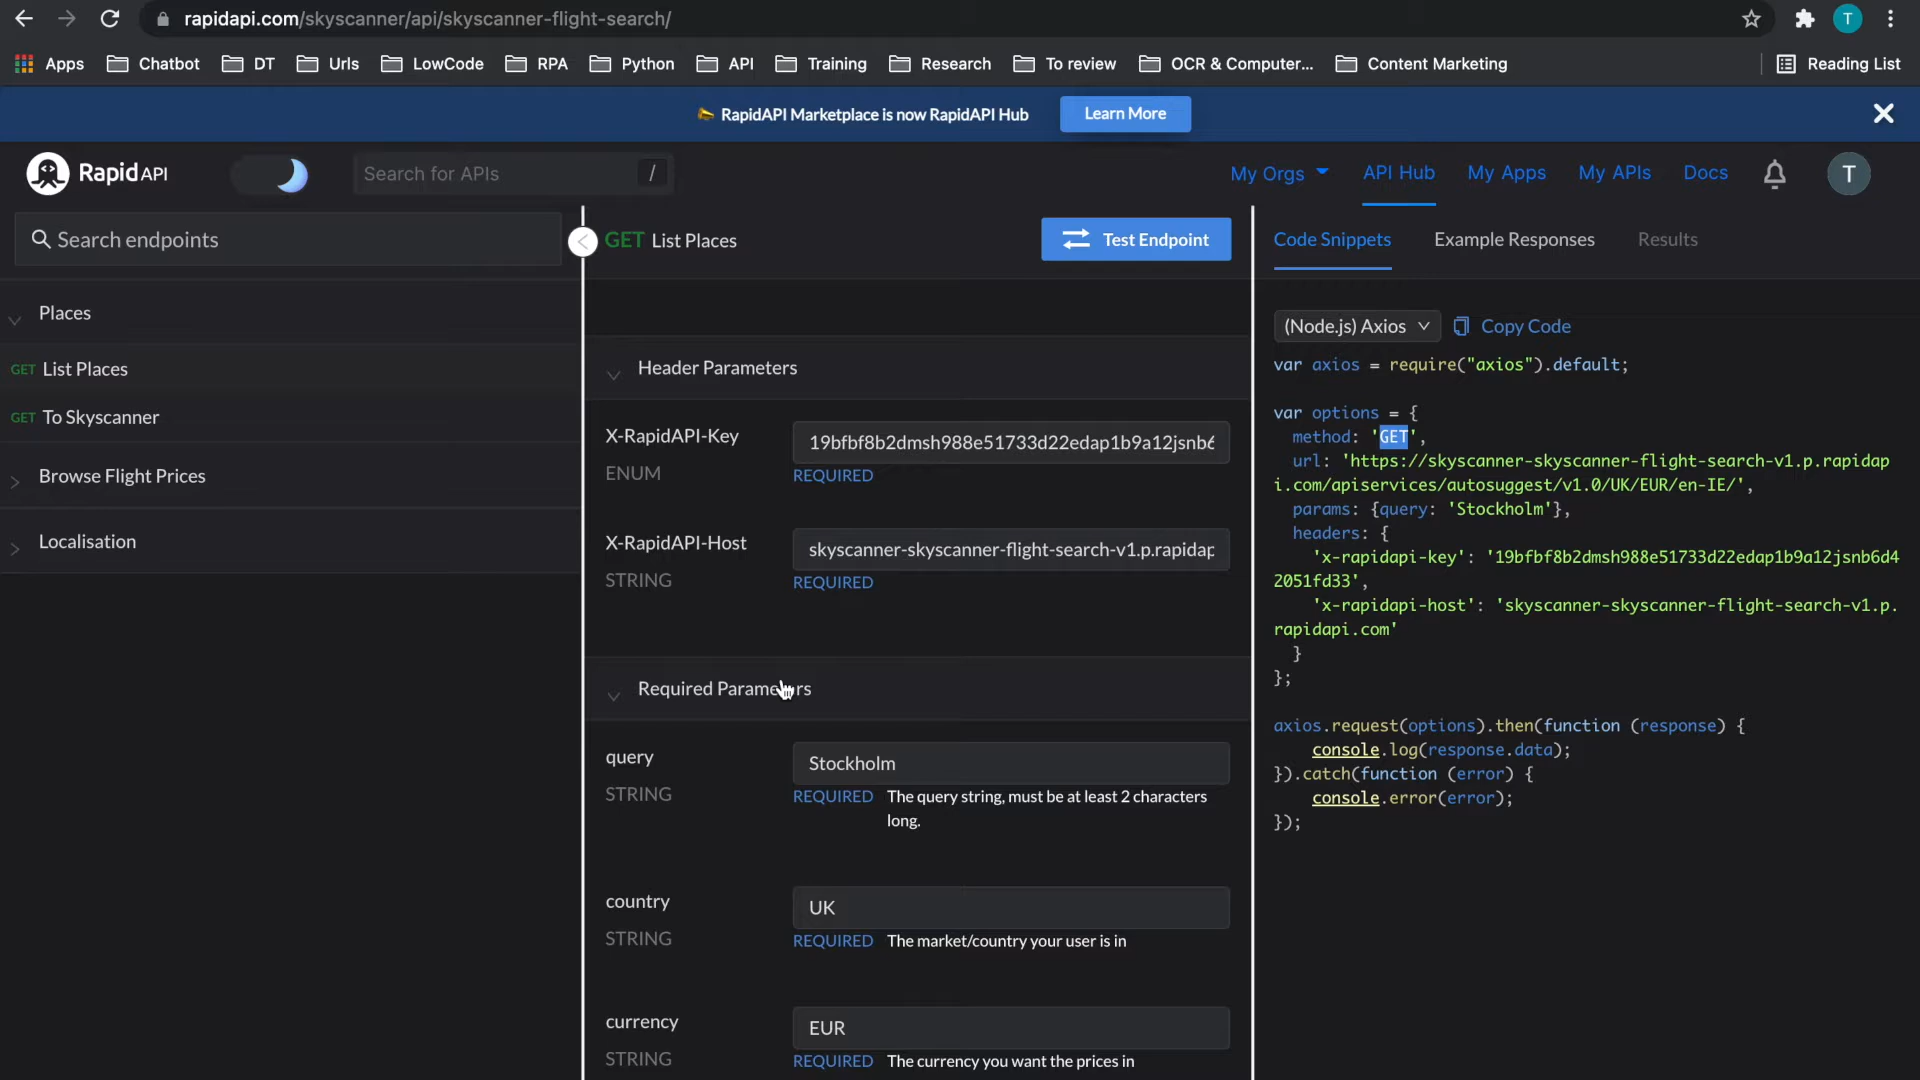 rapidapi.com/skyscanner/api/skyscanner-flight-search/
T
Apps
Chatbot
DT
Urls
LowCode
RPA
Python
API
Training
Research
To review
OCR & Computer...
Content Marketing
Reading List
RapidAPI Marketplace is now RapidAPI Hub
Learn More
Rapid API
Search for APIs
/
My Orgs
API Hub
My Apps
My APIs
Docs
T
Search endpoints
Places
GET List Places
GET To Skyscanner
Browse Flight Prices
Localisation
GET List Places
Test Endpoint
Header Parameters
X-RapidAPI-Key
19bfbf8b2dmsh988e51733d22edap1b9a12jsnb6
ENUM
REQUIRED
X-RapidAPI-Host
skyscanner-skyscanner-flight-search-v1.p.rapidap
STRING
REQUIRED
Required Parameters
query
Stockholm
STRING
REQUIRED The query string, must be at least 2 characters
long.
country
UK
STRING
REQUIRED The market/country your user is in
currency
EUR
STRING
REQUIRED The currency you want the prices in
Code Snippets
Example Responses
Results
(Node.js) Axios
Copy Code
var axios = require("axios").default;
var options = {
method: 'GET',
url: 'https://skyscanner-skyscanner-flight-search-v1.p.rapidap
i.com/apiservices/autosuggest/v1.0/UK/EUR/en-IE/',
params: {query: 'Stockholm'},
headers: {
'x-rapidapi-key': '19bfbf8b2dmsh988e51733d22edap1b9a12jsnb6d4
2051fd33',
'x-rapidapi-host': 'skyscanner-skyscanner-flight-search-v1.p.
rapidapi.com'
}
};
axios.request(options).then(function (response) {
console.log(response.data);
}).catch(function (error) {
console.error(error);
});